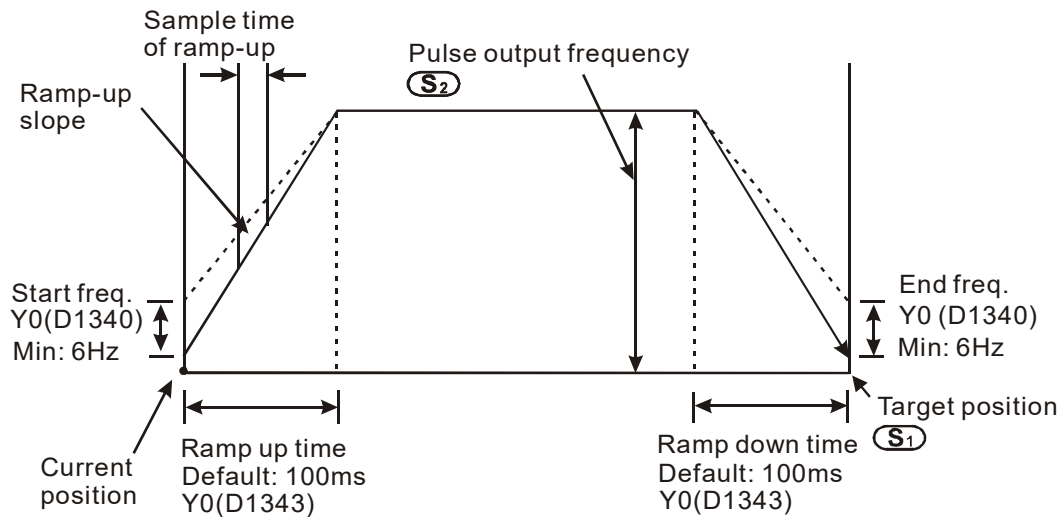 Sample time
of ramp-up
Pulse output frequency
S2
Ramp-up
slope
Start freq.
Y0(D1340)
Min: 6Hz
End freq.
Y0 (D1340)
Min: 6Hz
Current
position
Ramp up time
Default: 100ms
Y0(D1343)
Ramp down time
Default: 100ms
Y0(D1343)
Target position
S1